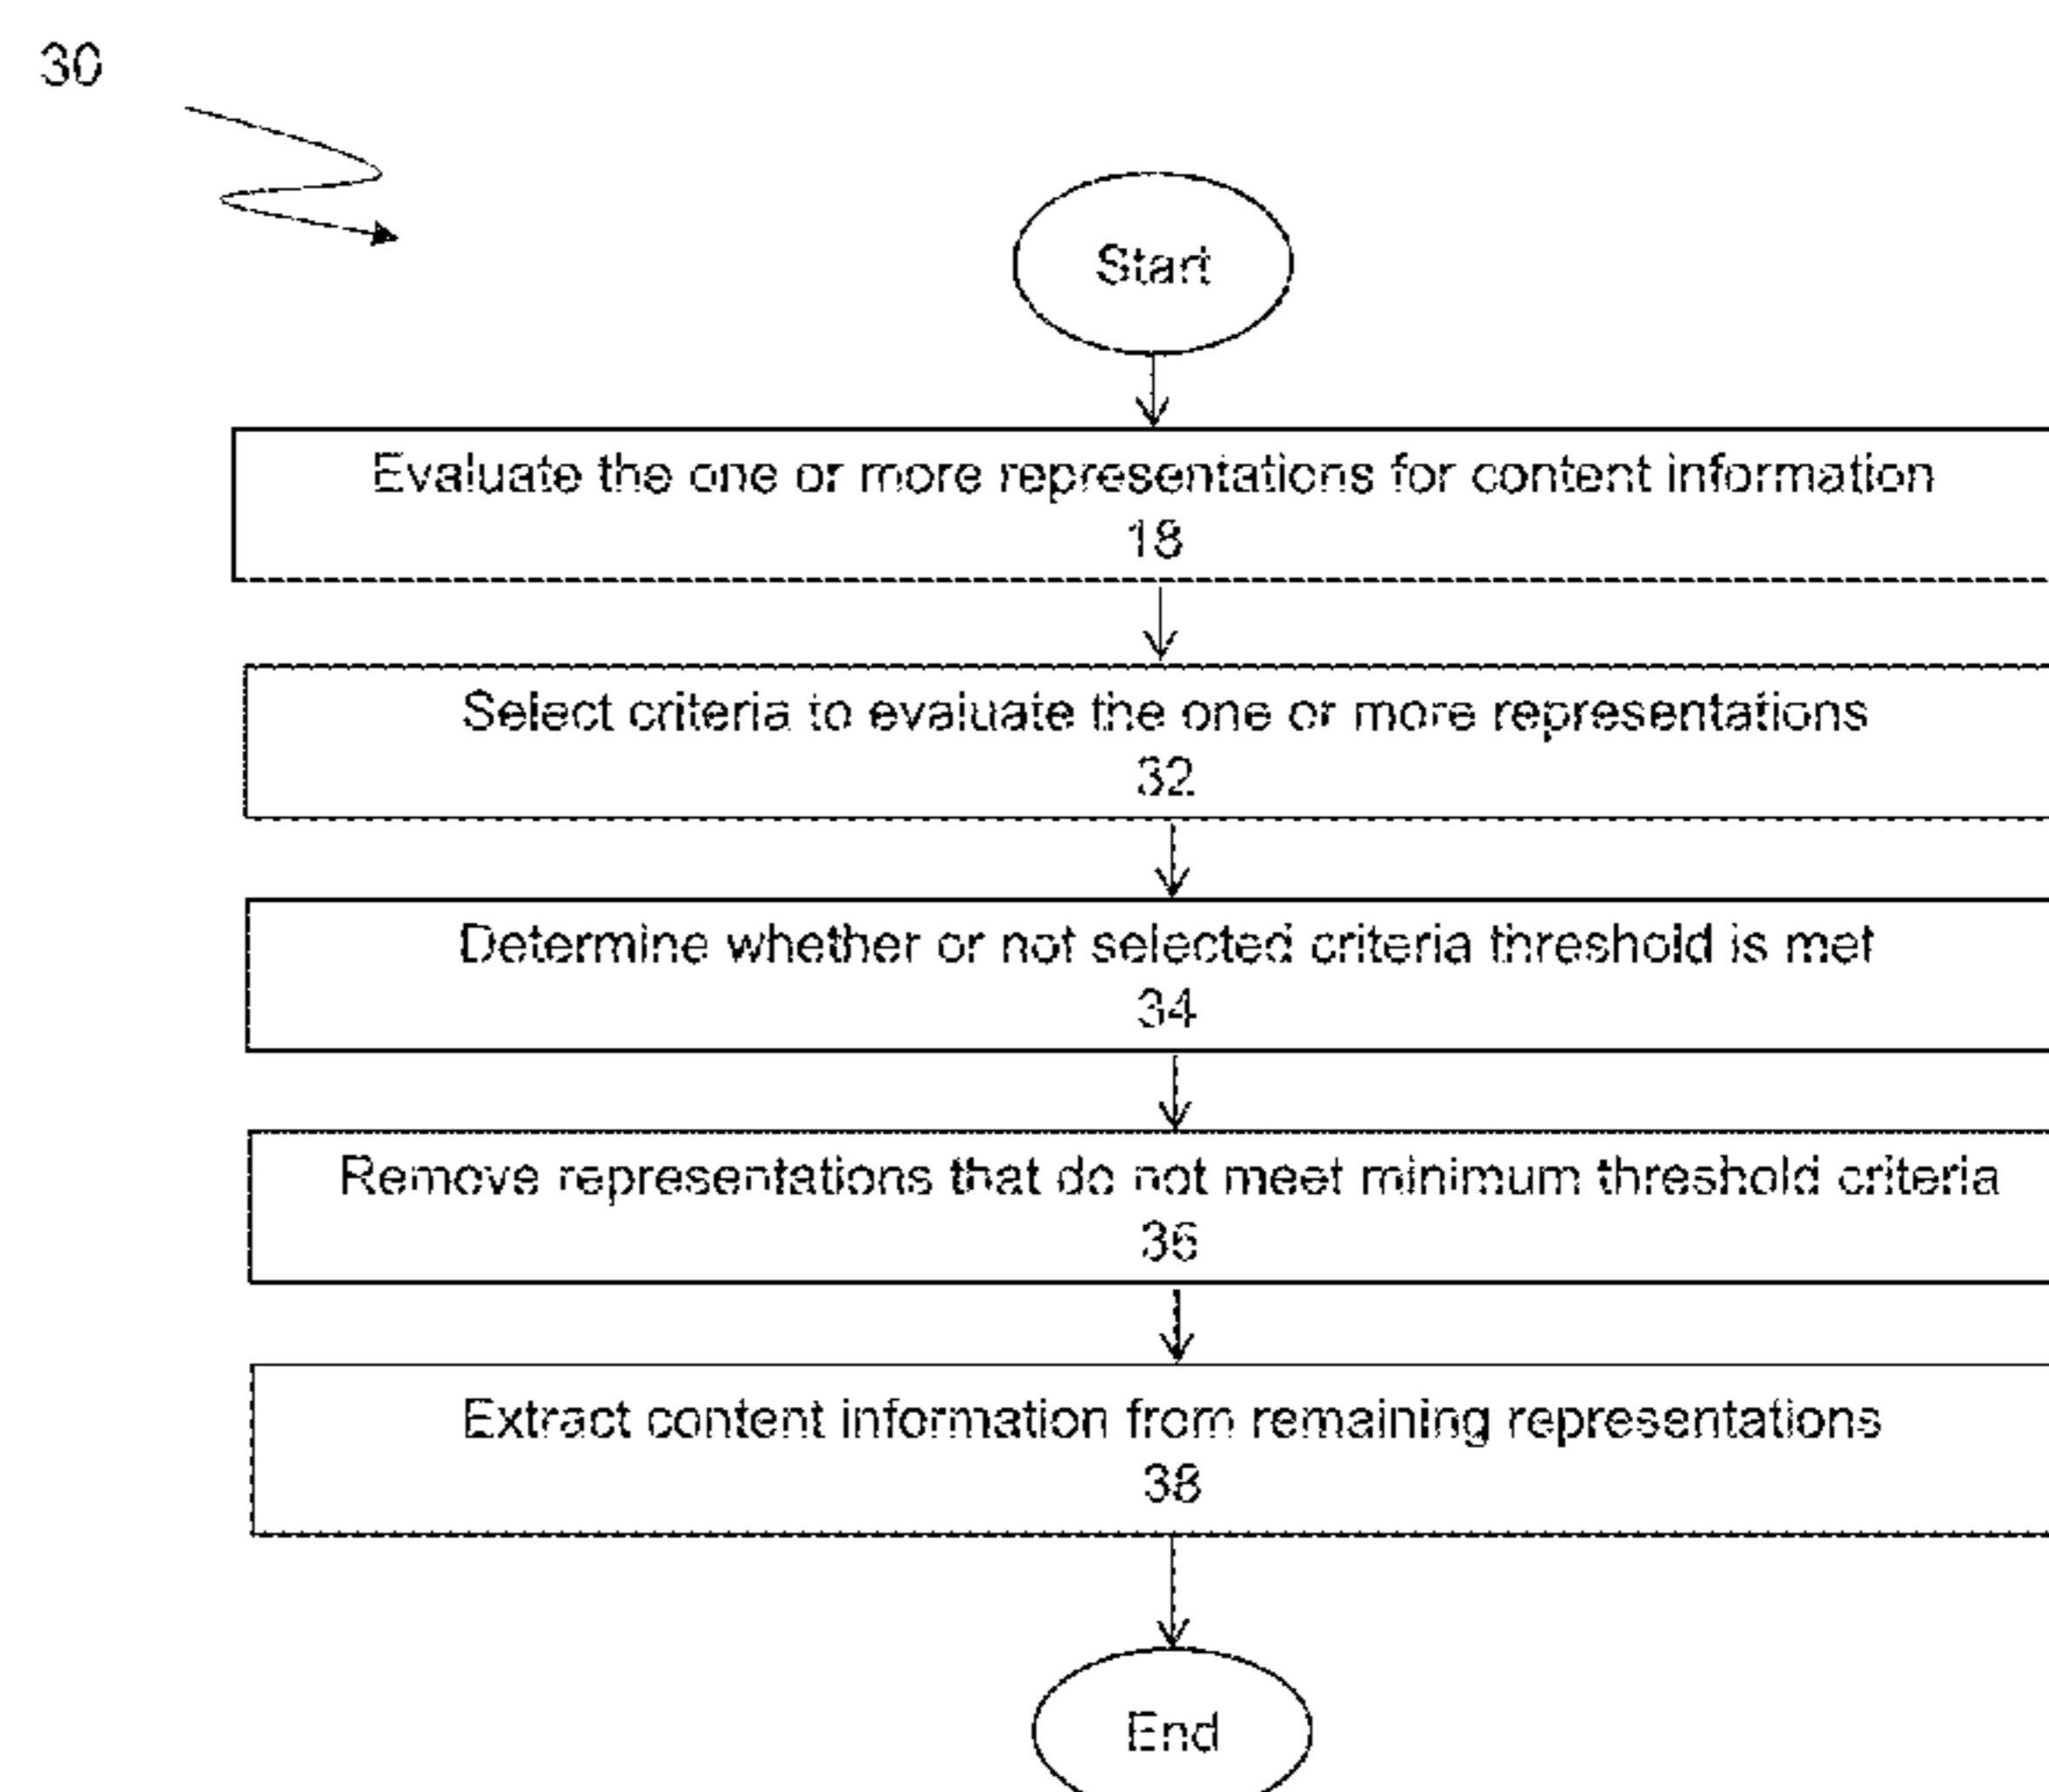 30
Start
Evaluate the one or more representations for content information
18
Select criteria to evaluate the one or more representations
32
Determine whether or not selected criteria threshold is met
34
Remove representations that do not meet minimum threshold criteria
36
Extract content information from remaining representations
38
End